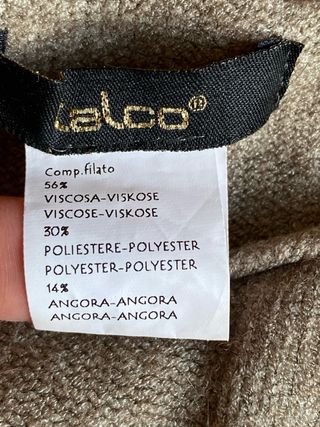 Lalco®
Comp.filato
56%
VISCOSA-VISKOSE
VISCOSE-VISKOSE
30%
POLIESTERE-POLYESTER
POLYESTER-POLYESTER
14%
ANGORA-ANGORA
ANGORA-ANGORA